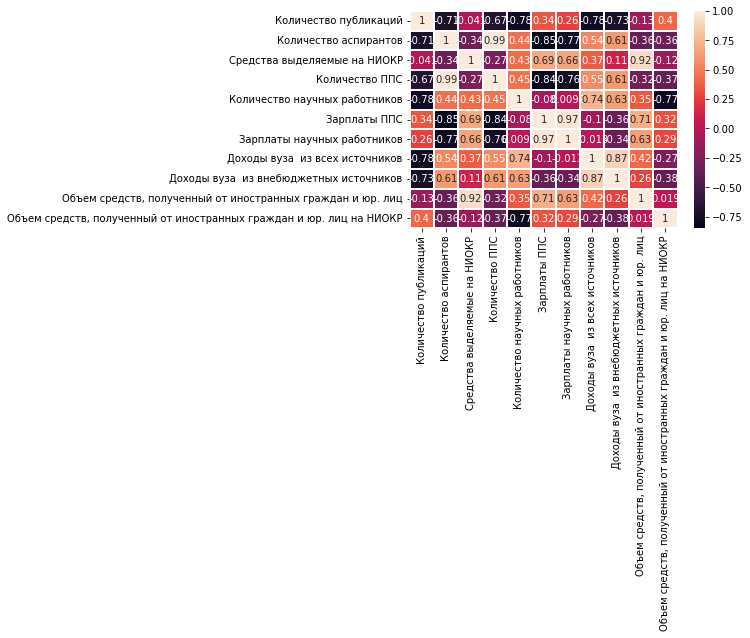 Количество публикаций 1 -0.71 -0.04 -0.67 -0.78 0.34 0.26 -0.78 -0.73 -0.13 0.4
Количество аспирантов -0.71 1 -0.34 0.99 0.44 -0.85 -0.77 0.54 0.61 -0.36 -0.36
Средства выделяемые на НИОКР -0.041 -0.34 1 -0.27 0.43 0.69 0.66 0.37 0.11 0.92 -0.12
Количество ППС -0.67 0.99 -0.27 1 0.45 -0.84 -0.76 0.55 0.61 -0.32 -0.37
Количество научных работников -0.78 0.44 0.43 0.45 1 -0.08 0.009 0.74 0.63 0.35 -0.77
Зарплаты ППС 0.34 -0.85 0.69 -0.84 -0.08 1 0.97 -0.1 -0.36 0.71 0.32
Зарплаты научных работников 0.26 -0.77 0.66 -0.76 0.009 0.97 1 -0.01 -0.34 0.63 0.29
Доходы вуза из всех источников -0.78 0.54 0.37 0.55 0.74 -0.1 -0.011 1 0.87 0.42 -0.27
Доходы вуза из внебюджетных источников -0.73 0.61 0.11 0.61 0.63 -0.36 -0.34 0.87 1 0.26 -0.38
Объем средств, полученный от иностранных граждан и юр. лиц -0.13 -0.36 0.92 -0.32 0.35 0.71 0.63 0.42 0.26 1 0.019
Объем средств, полученный от иностранных граждан и юр. лиц на НИОКР 0.4 -0.36 -0.12 -0.37 -0.77 0.32 0.29 -0.27 -0.38 0.019 1
Количество публикаций
Количество аспирантов
Средства выделяемые на НИОКР
Количество ППС
Количество научных работников
Зарплаты ППС
Зарплаты научных работников
Доходы вуза из всех источников
Доходы вуза из внебюджетных источников
Объем средств, полученный от иностранных граждан и юр. лиц
Объем средств, полученный от иностранных граждан и юр. лиц на НИОКР
1.00
0.75
0.50
0.25
0.00
-0.25
-0.50
-0.75